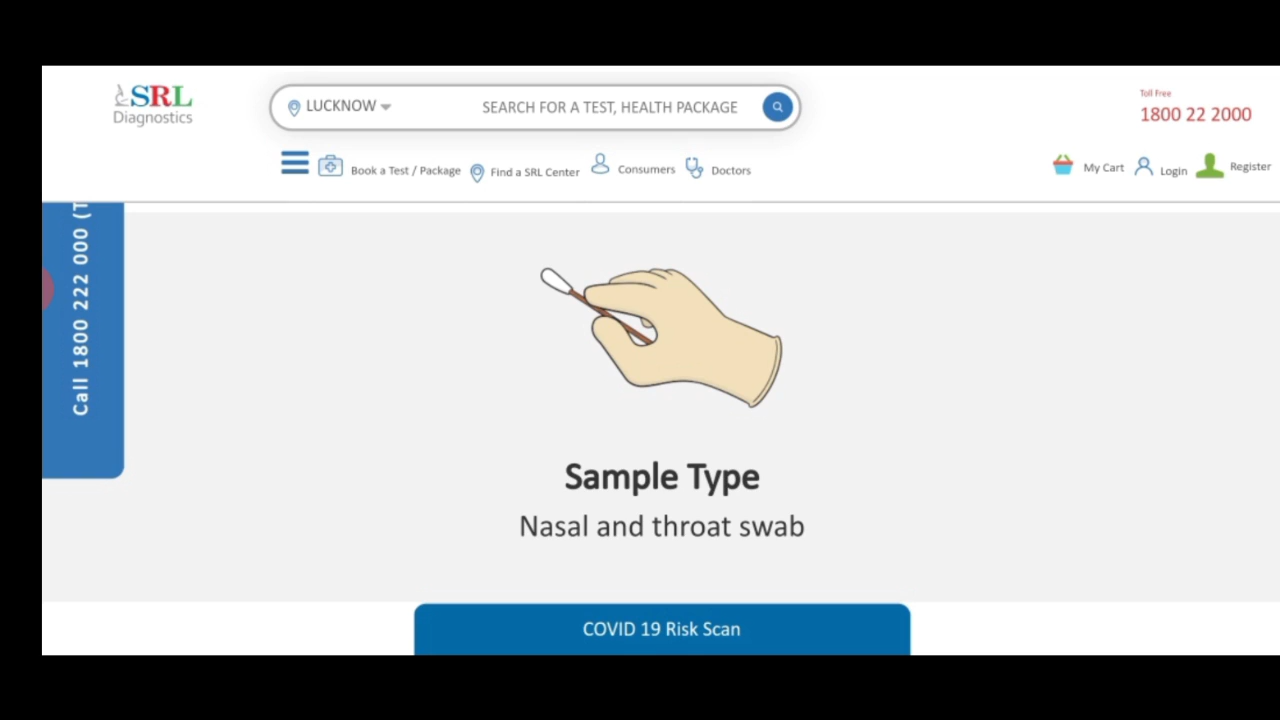 SRL
Diagnostics
LUCKNOW
SEARCH FOR A TEST, HEALTH PACKAGE
Toll Free
1800 22 2000
Book a Test / Package
Find a SRL Center
Consumers
Doctors
My Cart
Login
Register
Call 1800 222 000 (T
Sample Type
Nasal and throat swab
COVID 19 Risk Scan